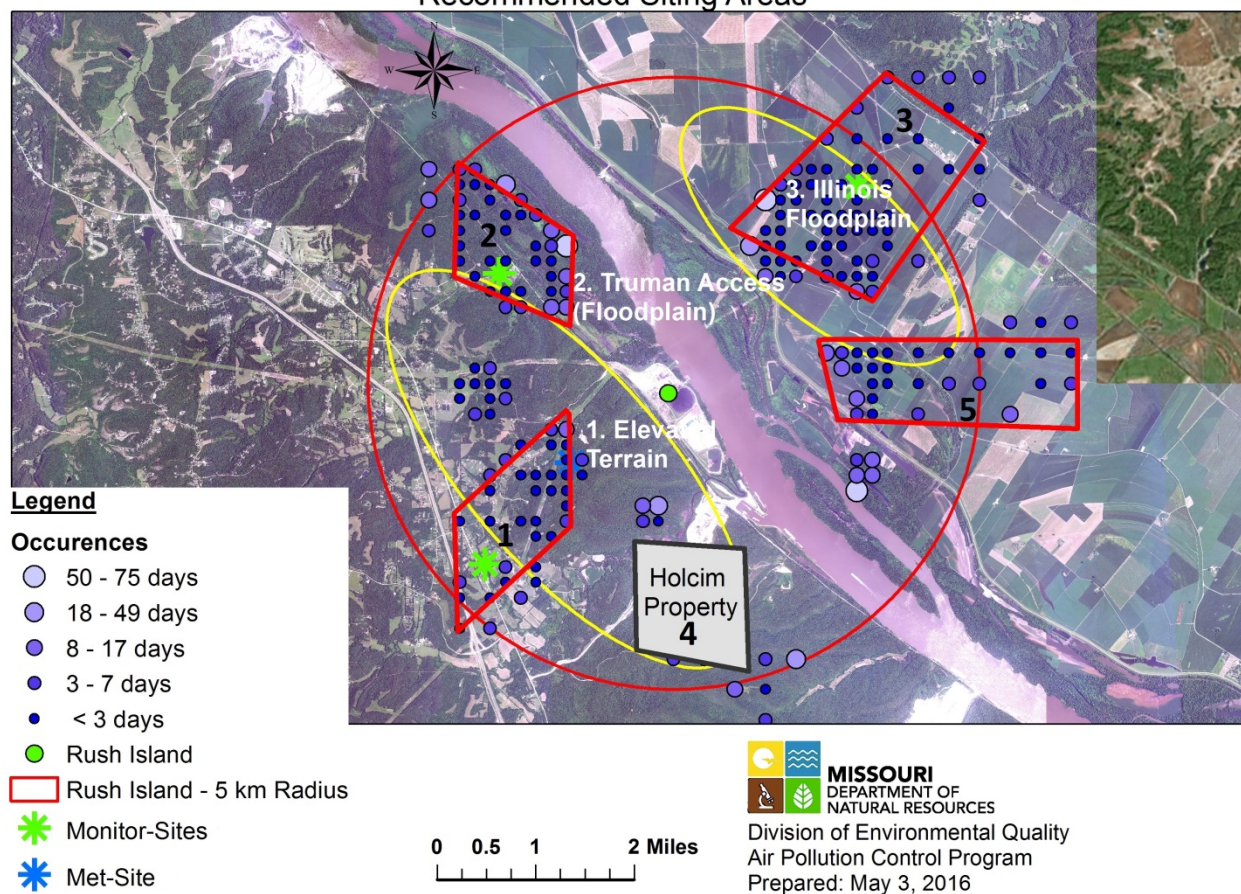 Recommended Siting Areas
N
W
E
S
3
3. Illinois
Floodplain
2
2. Truman Access
(Floodplain)
5
1. Elevated
Terrain
1
Holcim
Property
4
Legend
Occurences
50 - 75 days
18 - 49 days
8 - 17 days
3 - 7 days
< 3 days
Rush Island
Rush Island - 5 km Radius
Monitor-Sites
Met-Site
0 0.5 1 2 Miles
MISSOURI
DEPARTMENT OF
NATURAL RESOURCES
Division of Environmental Quality
Air Pollution Control Program
Prepared: May 3, 2016